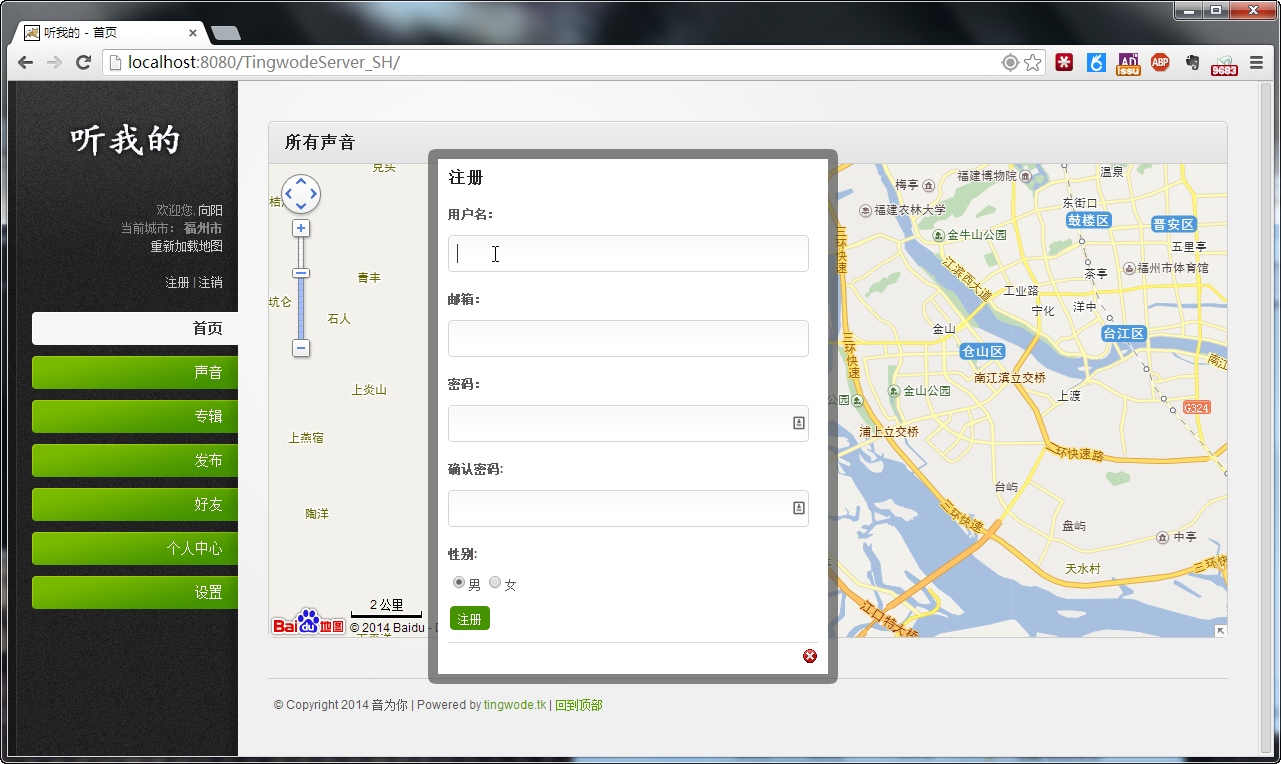 听我的 - 首页
localhost:8080/TingwodeServer_SH/
ABP
issu
9683
听我的
欢迎您, 向阳
当前城市： 福州市
重新加载地图
注册 | 注销
首页
声音
专辑
发布
好友
个人中心
设置
所有声音
注册
用户名:
邮箱:
密码:
确认密码:
性别:
男 女
注册
青丰
坑仑
石人
上炎山
上燕宿
陶洋
2 公里
Bai du 地图
© 2014 Baidu -
梅亭
福建博物院
温泉
福建农林大学
东街口
鼓楼区
晋安区
金牛山公园
五里亭
三环快速
江滨西大道
茶亭
福州市体育馆
工业路
宁化
洋中
金山
台江区
三环快速
仓山区
南江滨
南江滨立交桥
金山公园
上渡
公园
G324
浦上立交桥
三环快速路
台屿
三环快速
盘屿
中亭
天水村
三环快
江口特大桥
© Copyright 2014 音为你 | Powered by tingwode.tk | 回到顶部